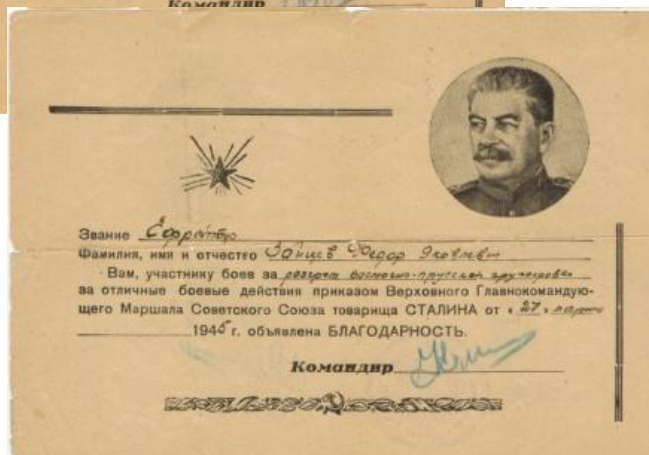 Командир
Звание Ефрейтор
Фамилия, имя и отчество Зайцев Федор Яковлевич
Вам, участнику боев за разгром восточно-прусской группировки
за отличные боевые действия приказом Верховного Главнокомандую-
щего Маршала Советского Союза товарища СТАЛИНА от « 27 » марта
1945 г. объявлена БЛАГОДАРНОСТЬ.
Командир